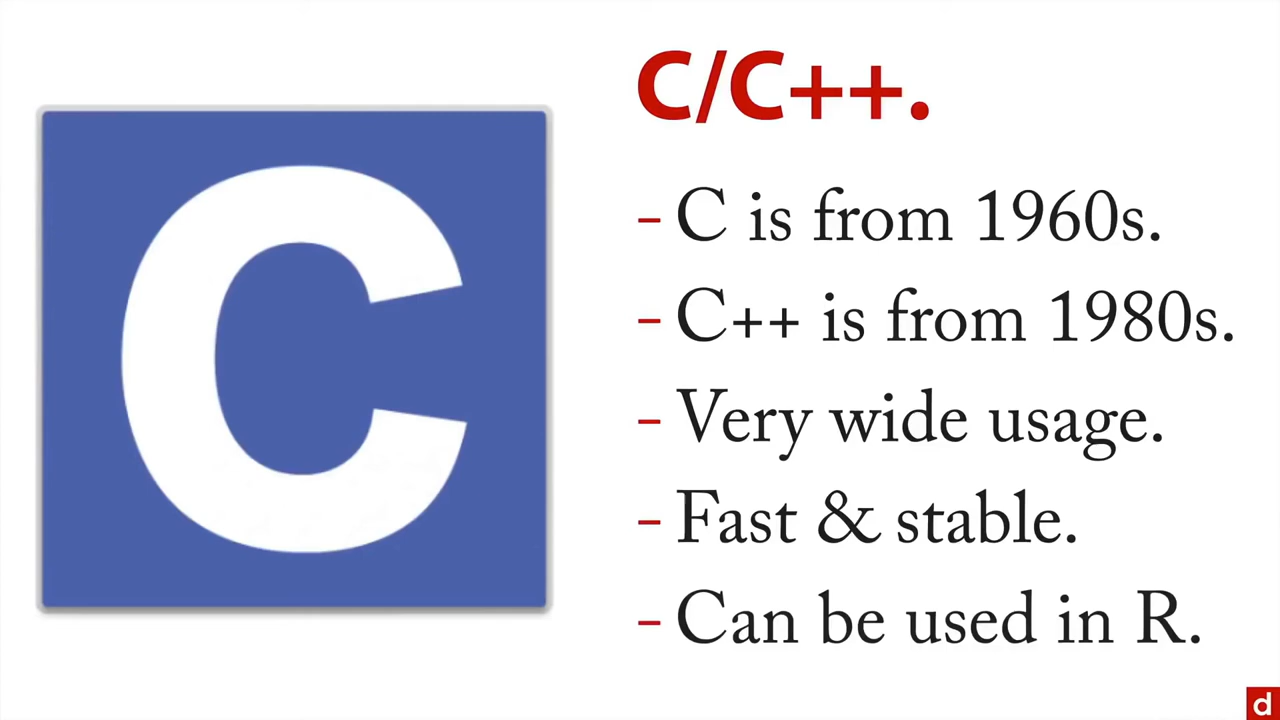 C
C/C++.
- C is from 1960s.
- C++ is from 1980s.
- Very wide usage.
- Fast & stable.
- Can be used in R.
d